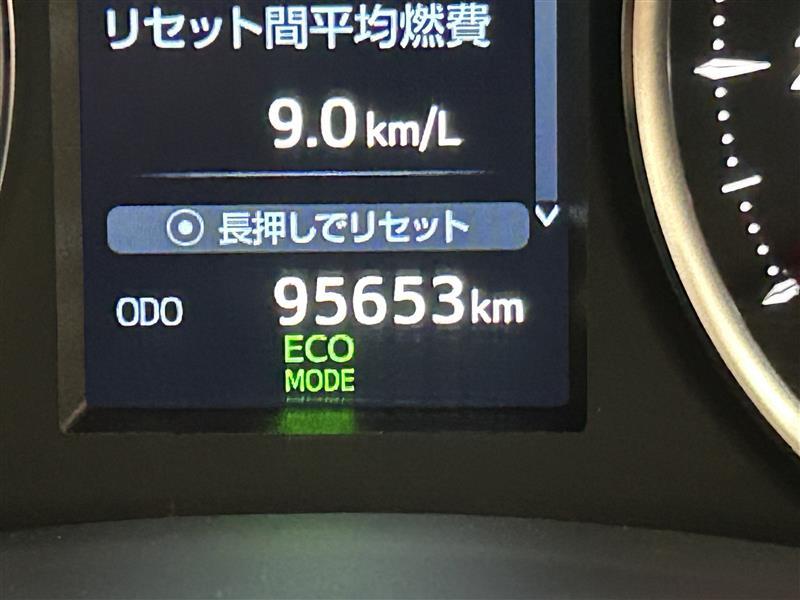 リセット間平均燃費
9.0 km/L
長押しでリセット
ODO 95653 km
ECO
MODE